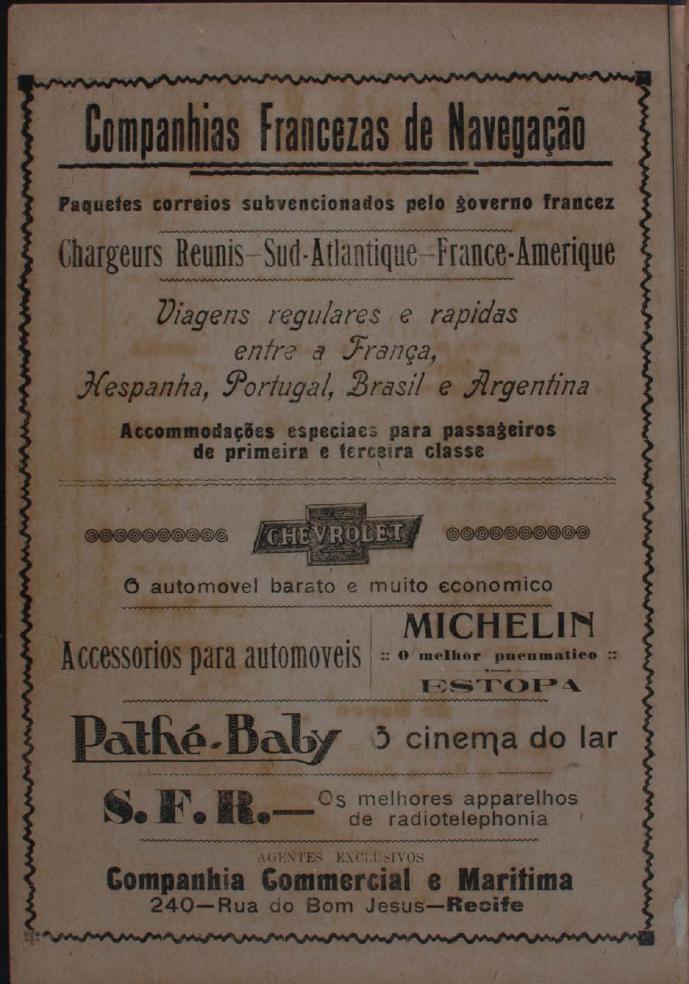 Companhias Francezas de Navegação
Paquetes correios subvencionados pelo governo francez
Chargeurs Reunis—Sud-Atlantique—France-Amerique
Viagens regulares e rapidas
entre a França,
Hespanha, Portugal, Brasil e Argentina
Accommodações especiaes para passageiros
de primeira e terceira classe
CHEVROLET
O automovel barato e muito economico
Accessorios para automoveis
MICHELIN
:: O melhor pneumatico ::
ESTOPA
Pathé-Baby O cinema do lar
S. F. R.— Os melhores apparelhos
de radiotelephonia
AGENTES EXCLUSIVOS
Companhia Commercial e Maritima
240—Rua do Bom Jesus—Recife